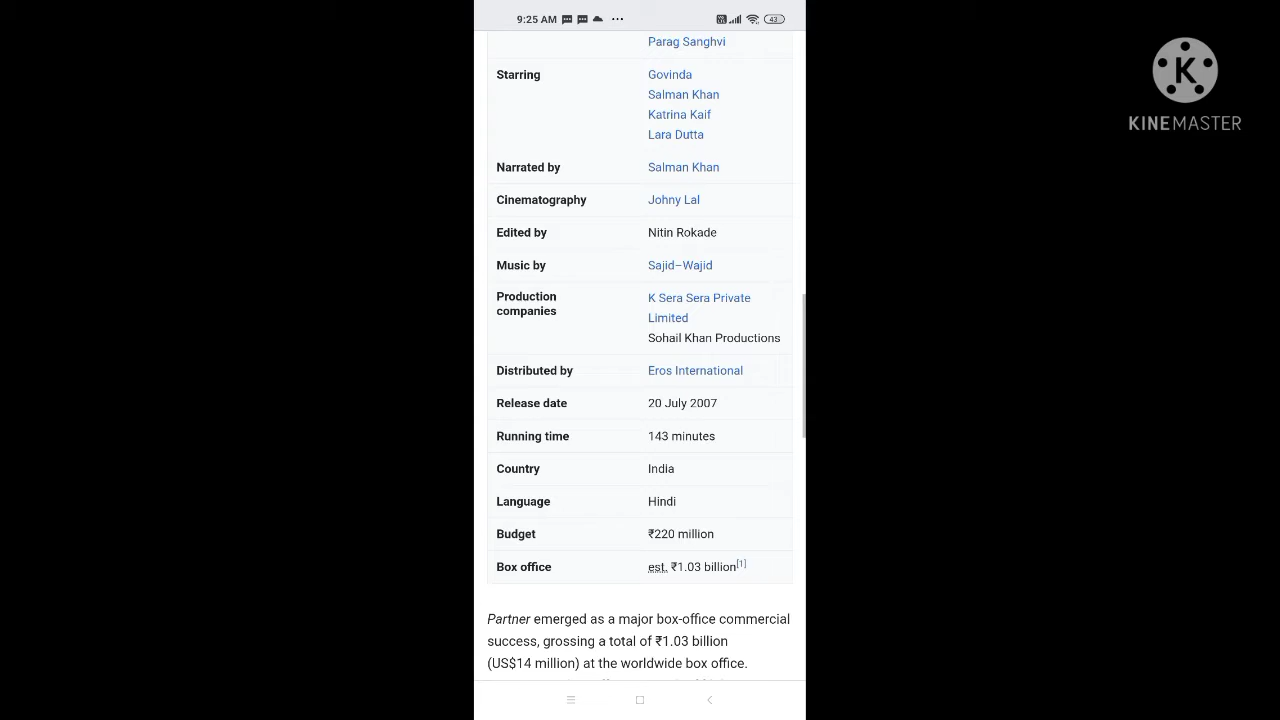 9:25 AM
43
Parag Sanghvi
Starring
Govinda
Salman Khan
Katrina Kaif
Lara Dutta
Narrated by
Salman Khan
Cinematography
Johny Lal
Edited by
Nitin Rokade
Music by
Sajid–Wajid
Production
companies
K Sera Sera Private
Limited
Sohail Khan Productions
Distributed by
Eros International
Release date
20 July 2007
Running time
143 minutes
Country
India
Language
Hindi
Budget
₹220 million
Box office
est. ₹1.03 billion[1]
Partner emerged as a major box-office commercial
success, grossing a total of ₹1.03 billion
(US$14 million) at the worldwide box office.
K
KINEMASTER